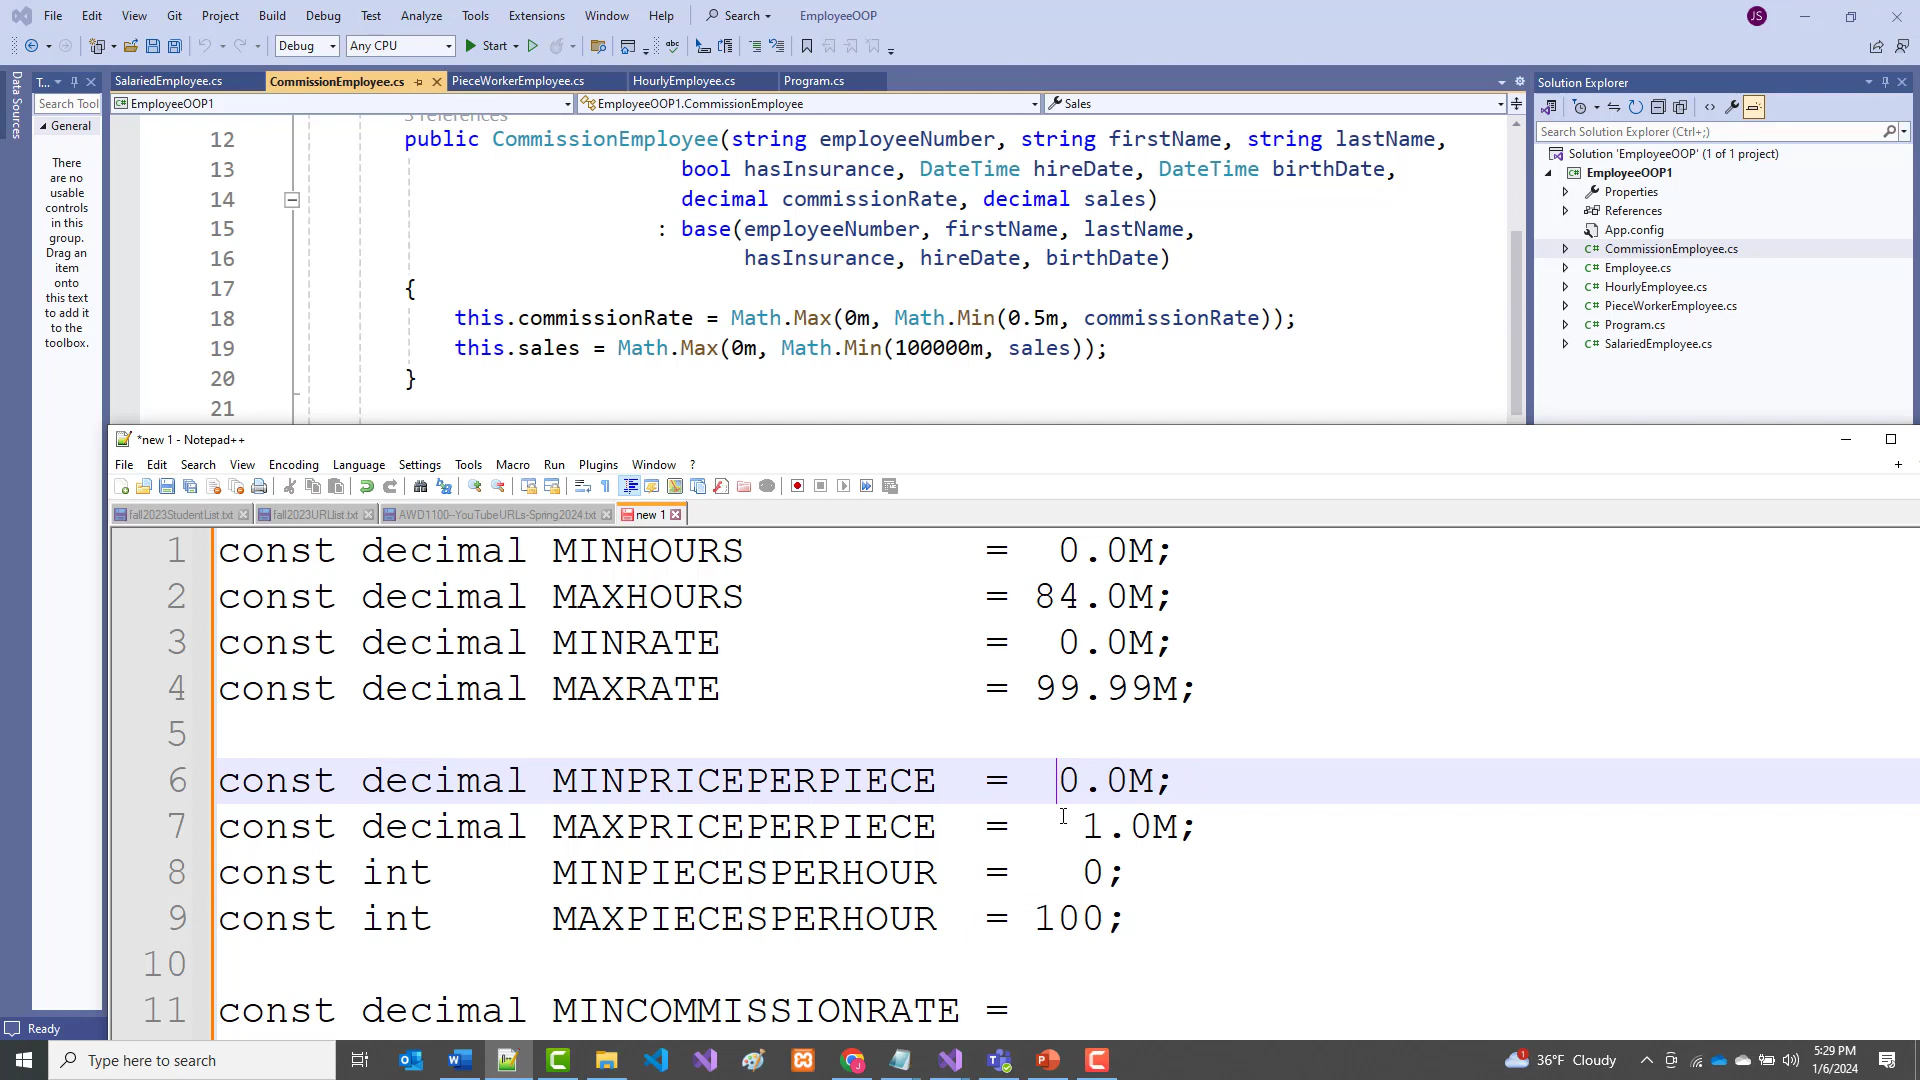 File Edit View Git Project Build Debug Test Analyze Tools Extensions Window Help Search EmployeeOOP JS
Debug Any CPU Start
Data Sources
T...
Search Tool
General
There
are no
usable
controls
in this
group.
Drag an
item
onto
this text
to add it
to the
toolbox.
SalariedEmployee.cs CommissionEmployee.cs PieceWorkerEmployee.cs HourlyEmployee.cs Program.cs
EmployeeOOP1 EmployeeOOP1.CommissionEmployee Sales
3 references
12 public CommissionEmployee(string employeeNumber, string firstName, string lastName,
13 bool hasInsurance, DateTime hireDate, DateTime birthDate,
14 decimal commissionRate, decimal sales)
15 : base(employeeNumber, firstName, lastName,
16 hasInsurance, hireDate, birthDate)
17 {
18 this.commissionRate = Math.Max(0m, Math.Min(0.5m, commissionRate));
19 this.sales = Math.Max(0m, Math.Min(100000m, sales));
20 }
21
Solution Explorer
Search Solution Explorer (Ctrl+;)
Solution 'EmployeeOOP' (1 of 1 project)
EmployeeOOP1
Properties
References
App.config
C# CommissionEmployee.cs
C# Employee.cs
C# HourlyEmployee.cs
C# PieceWorkerEmployee.cs
C# Program.cs
C# SalariedEmployee.cs
*new 1 - Notepad++
File Edit Search View Encoding Language Settings Tools Macro Run Plugins Window ?
fall2023StudentList.txt fall2023URLlist.txt AWD1100--YouTubeURLs-Spring2024.txt new 1
1 const decimal MINHOURS = 0.0M;
2 const decimal MAXHOURS = 84.0M;
3 const decimal MINRATE = 0.0M;
4 const decimal MAXRATE = 99.99M;
5
6 const decimal MINPRICEPERPIECE = 0.0M;
7 const decimal MAXPRICEPERPIECE = 1.0M;
8 const int MINPIECESPERHOUR = 0;
9 const int MAXPIECESPERHOUR = 100;
10
11 const decimal MINCOMMISSIONRATE =
Ready
Type here to search
36°F Cloudy
5:29 PM
1/6/2024